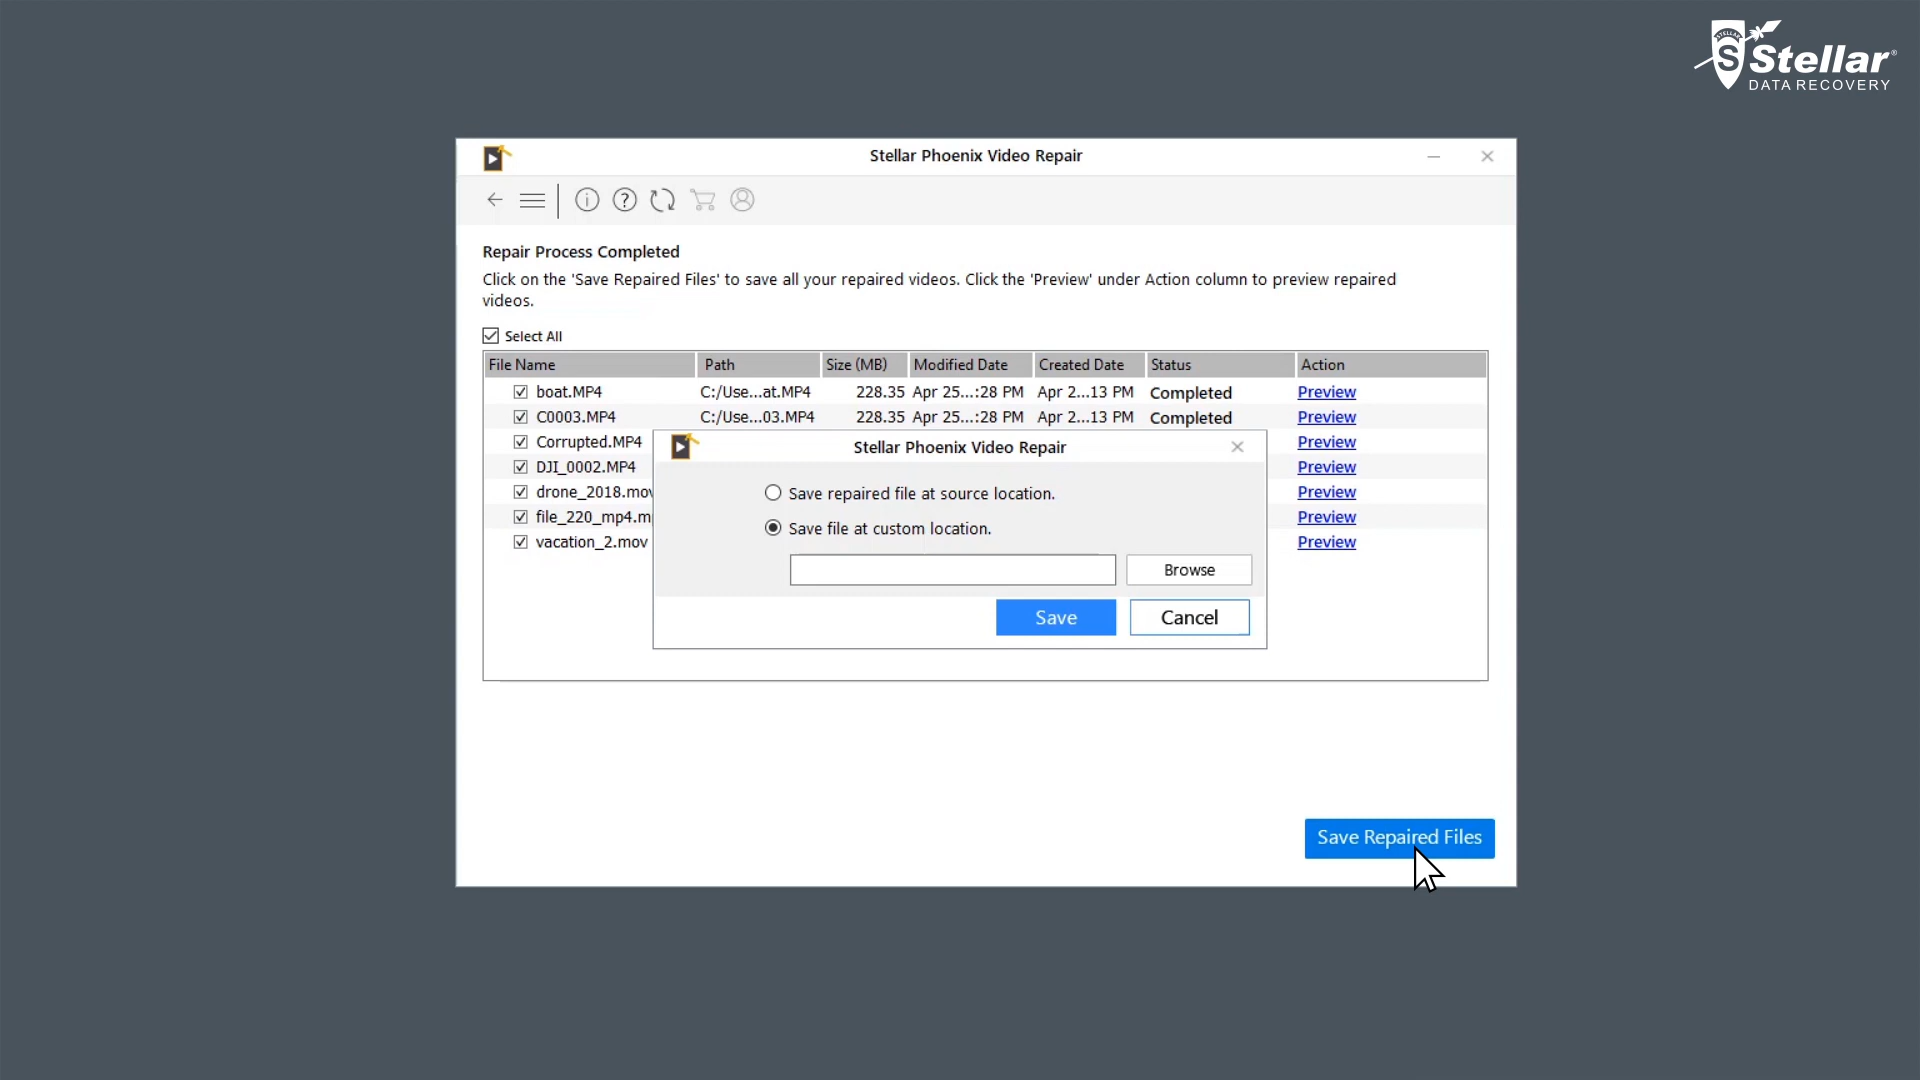 STELLAR
S Stellar®
DATA RECOVERY
Stellar Phoenix Video Repair
Repair Process Completed
Click on the 'Save Repaired Files' to save all your repaired videos. Click the 'Preview' under Action column to preview repaired
videos.
Select All
File Name Path Size (MB) Modified Date Created Date Status Action
boat.MP4 C:/Use...at.MP4 228.35 Apr 25...:28 PM Apr 2...13 PM Completed Preview
C0003.MP4 C:/Use...03.MP4 228.35 Apr 25...:28 PM Apr 2...13 PM Completed Preview
Corrupted.MP4 Preview
DJI_0002.MP4 Preview
drone_2018.mov Preview
file_220_mp4.m Preview
vacation_2.mov Preview
Stellar Phoenix Video Repair
Save repaired file at source location.
Save file at custom location.
Browse
Save Cancel
Save Repaired Files